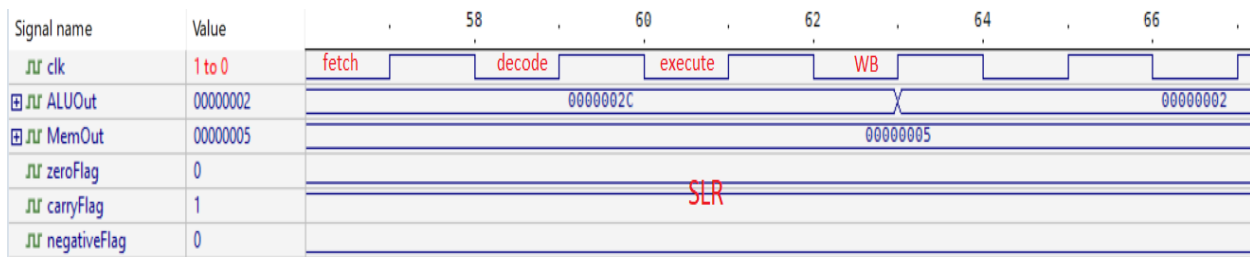 Signal name Value 58 60 62 64 66
clk 1 to 0 fetch decode execute WB
ALUOut 00000002 0000002C 00000002
MemOut 00000005 00000005
zeroFlag 0
carryFlag 1 SLR
negativeFlag 0